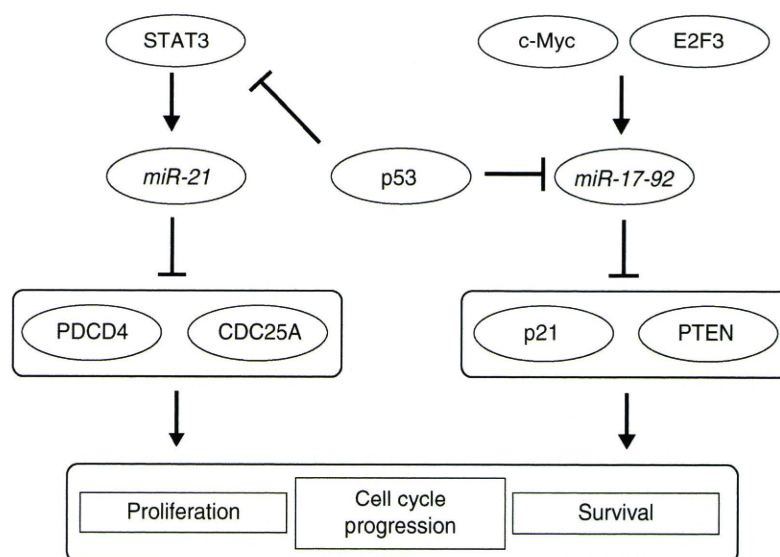 STAT3
c-Myc
E2F3
miR-21
p53
miR-17-92
PDCD4
CDC25A
p21
PTEN
Proliferation
Cell cycle
progression
Survival